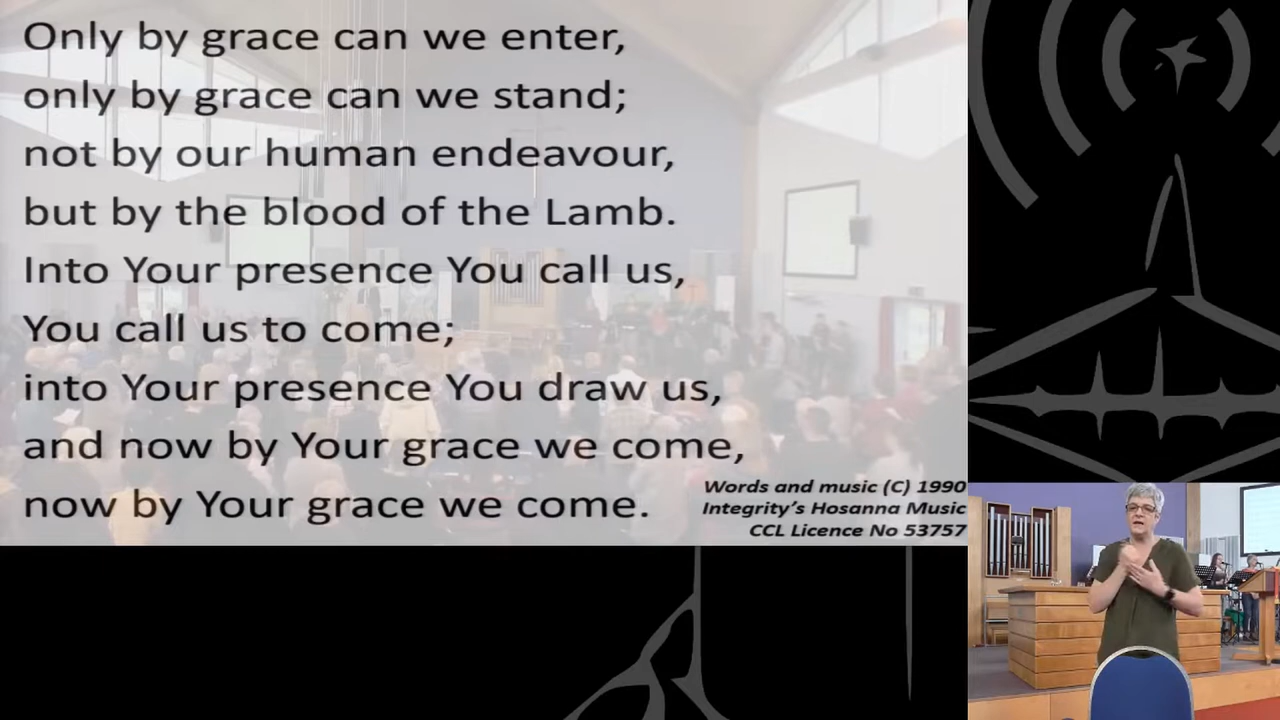 Only by grace can we enter,
only by grace can we stand;
not by our human endeavour,
but by the blood of the Lamb.
Into Your presence You call us,
You call us to come;
into Your presence You draw us,
and now by Your grace we come,
now by Your grace we come.
Words and music (C) 1990
Integrity's Hosanna Music
CCL Licence No 53757